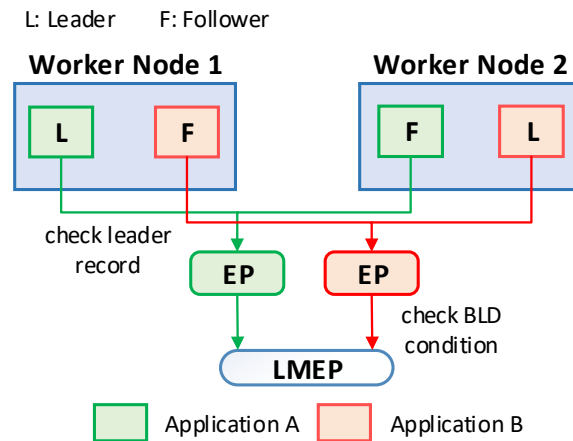 L: Leader F: Follower
Worker Node 1 Worker Node 2
L F F L
check leader
record
EP EP
check BLD
condition
LMEP
Application A Application B